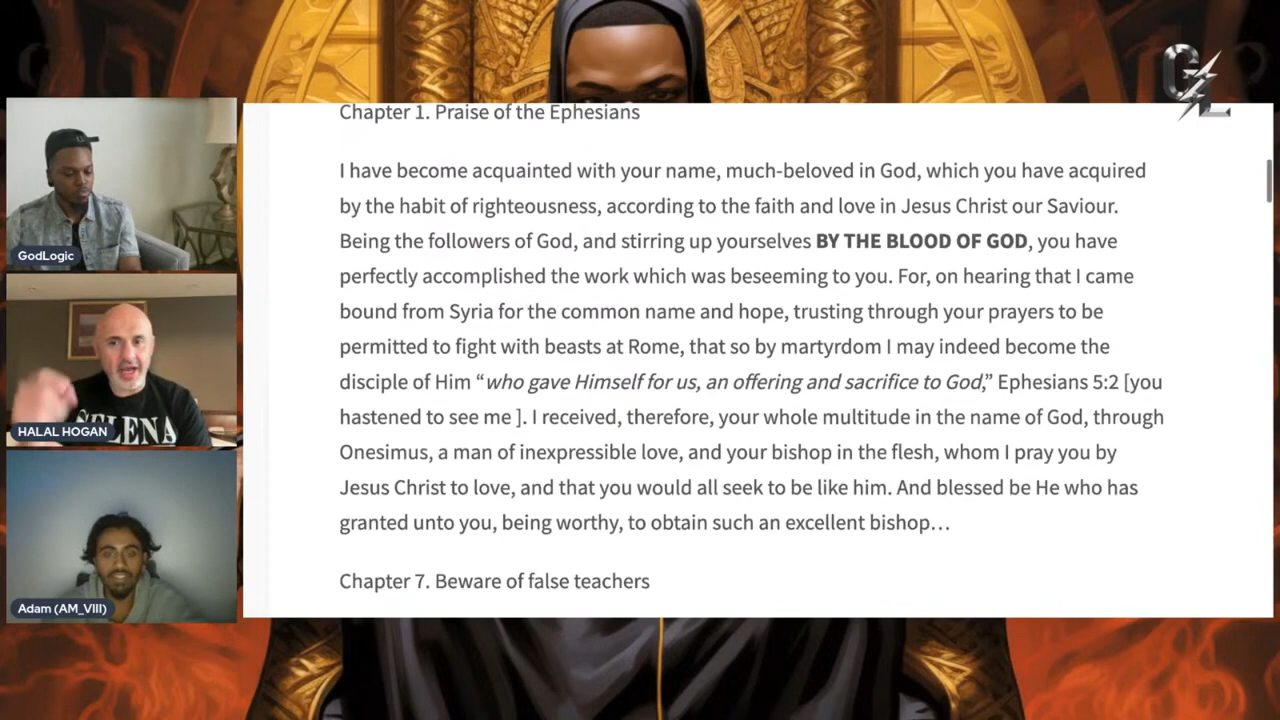 GL
Chapter 1. Praise of the Ephesians
I have become acquainted with your name, much-beloved in God, which you have acquired
by the habit of righteousness, according to the faith and love in Jesus Christ our Saviour.
Being the followers of God, and stirring up yourselves BY THE BLOOD OF GOD, you have
perfectly accomplished the work which was beseeming to you. For, on hearing that I came
bound from Syria for the common name and hope, trusting through your prayers to be
permitted to fight with beasts at Rome, that so by martyrdom I may indeed become the
disciple of Him “who gave Himself for us, an offering and sacrifice to God,” Ephesians 5:2 [you
hastened to see me ]. I received, therefore, your whole multitude in the name of God, through
Onesimus, a man of inexpressible love, and your bishop in the flesh, whom I pray you by
Jesus Christ to love, and that you would all seek to be like him. And blessed be He who has
granted unto you, being worthy, to obtain such an excellent bishop…
Chapter 7. Beware of false teachers
GodLogic
SELENA
HALAL HOGAN
Adam (AM_VIII)